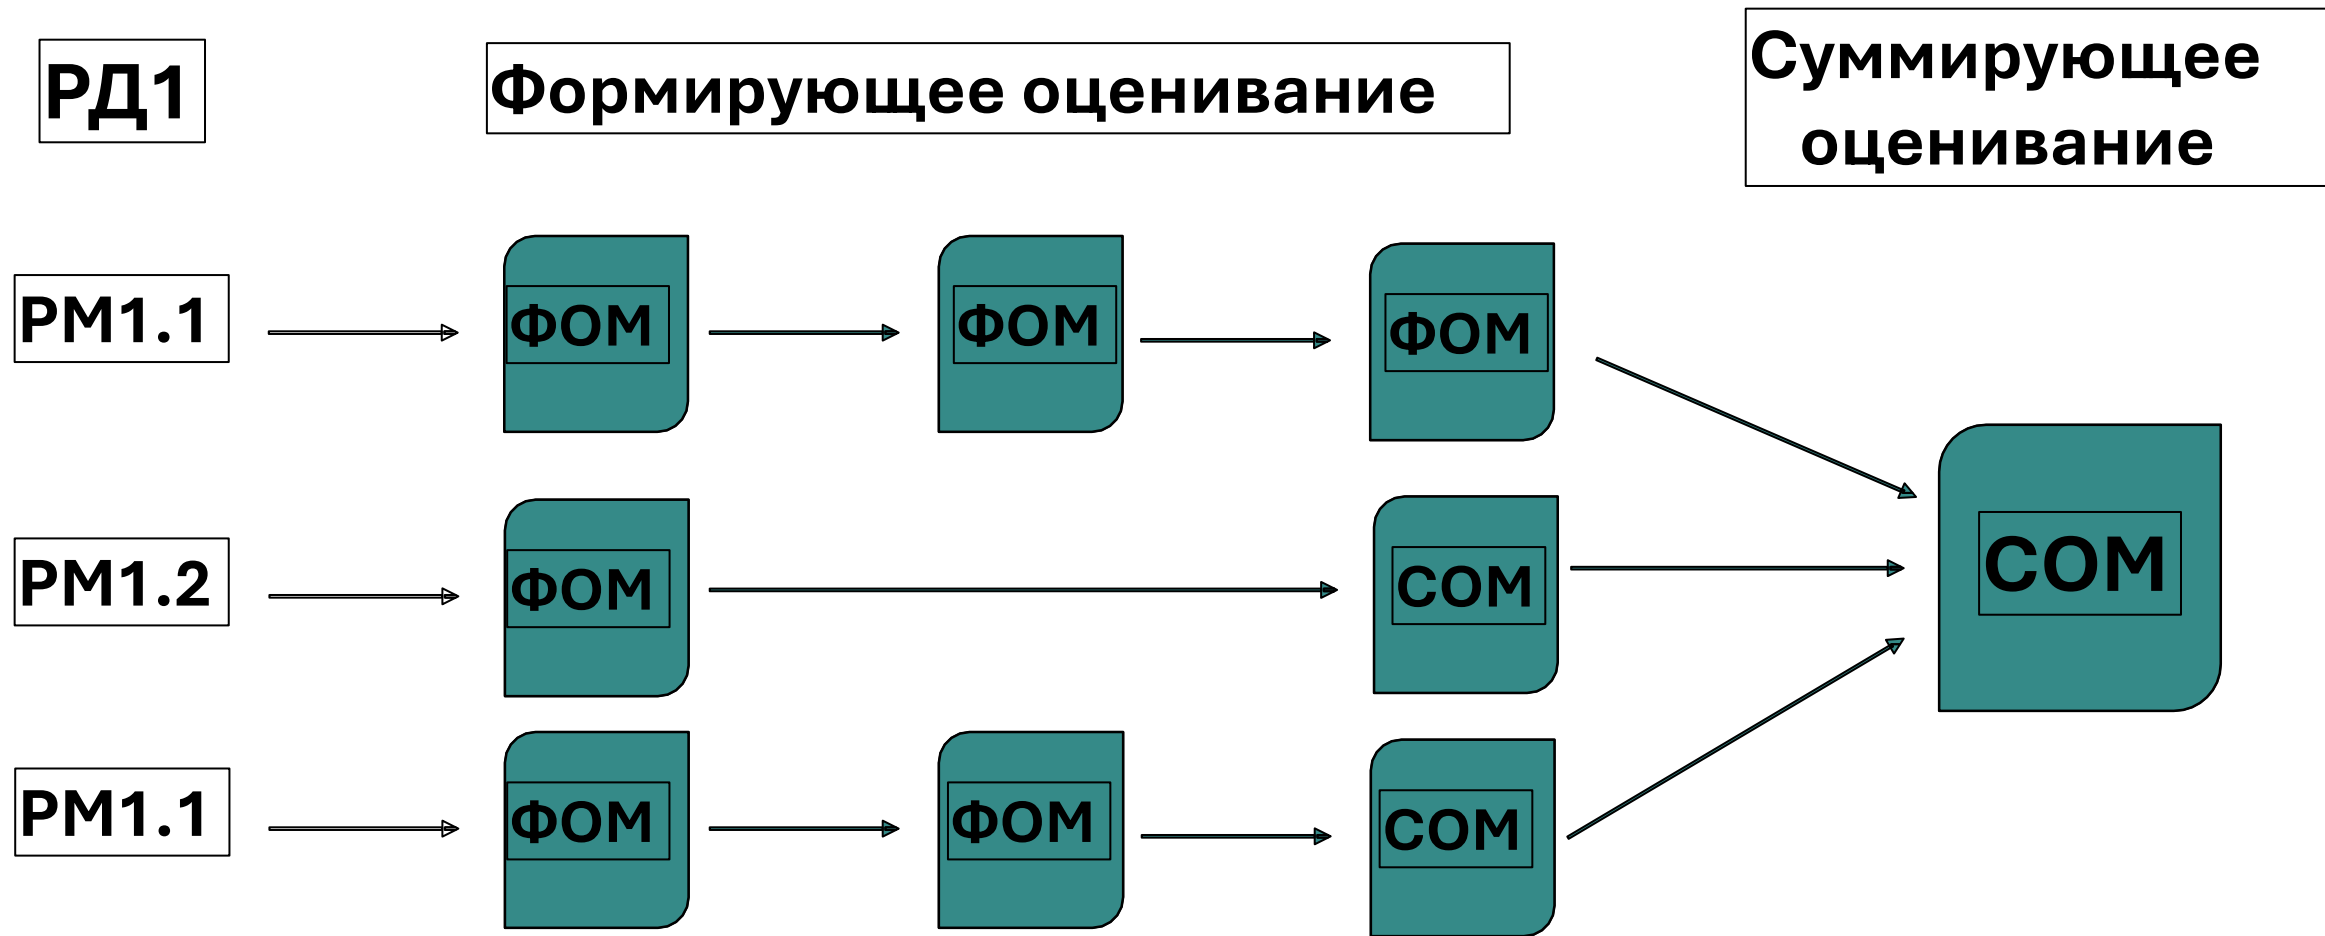 РД1
Формирующее оценивание
Суммирующее
оценивание
РМ1.1
ФОМ
ФОМ
ФОМ
РМ1.2
ФОМ
СОМ
СОМ
РМ1.1
ФОМ
ФОМ
СОМ